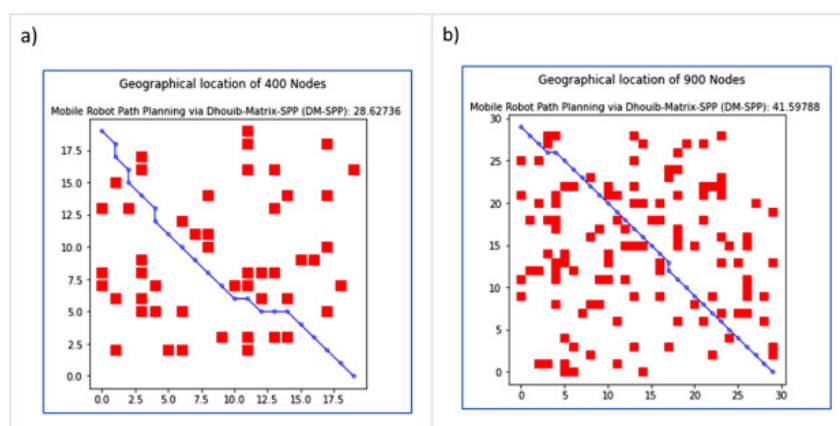 a)
Geographical location of 400 Nodes
Mobile Robot Path Planning via Dhouib-Matrix-SPP (DM-SPP): 28.62736
17.5
15.0
12.5
10.0
7.5
5.0
2.5
0.0
0.0 2.5 5.0 7.5 10.0 12.5 15.0 17.5
b)
Geographical location of 900 Nodes
Mobile Robot Path Planning via Dhouib-Matrix-SPP (DM-SPP): 41.59788
30
25
20
15
10
5
0
0 5 10 15 20 25 30